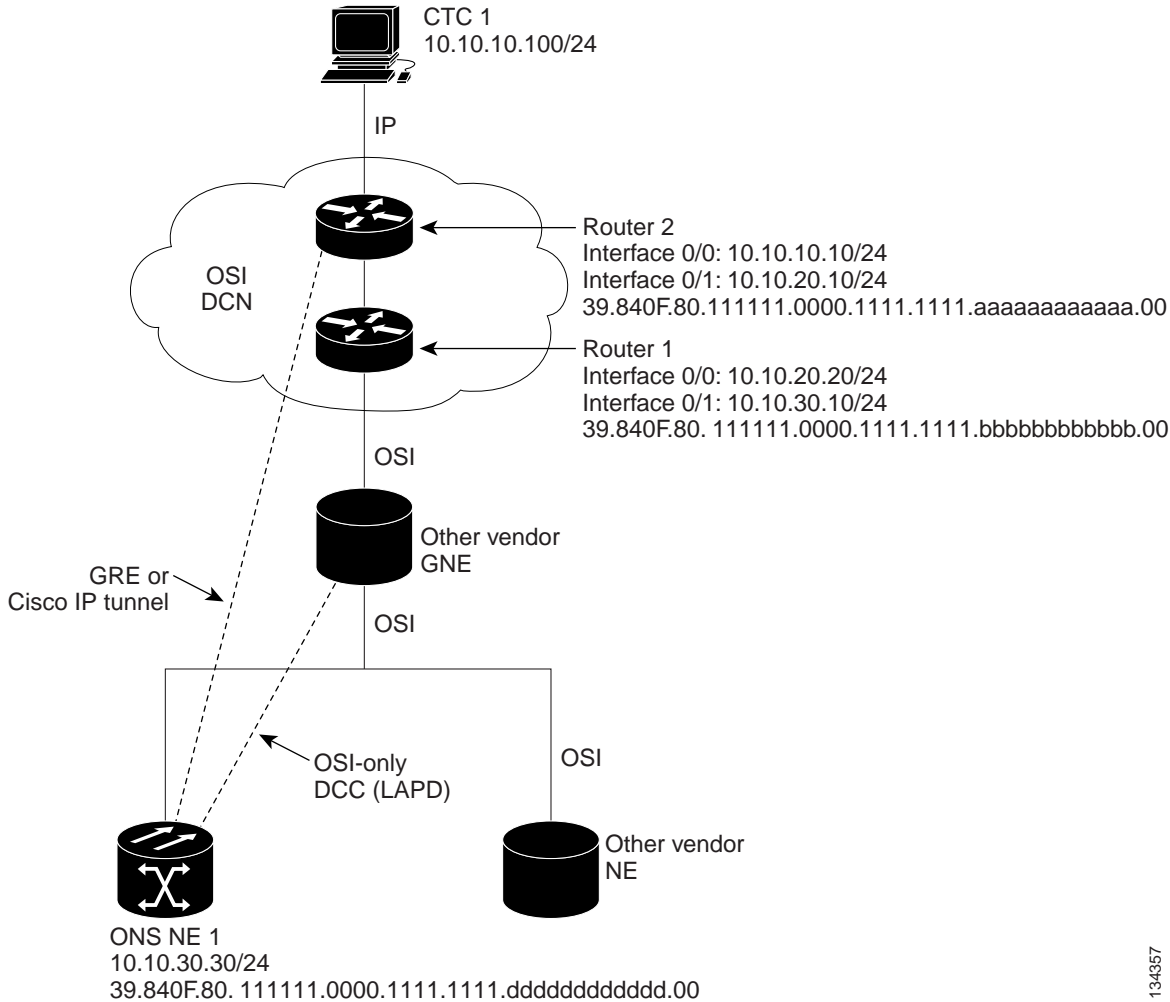 CTC 1
10.10.10.100/24
IP
OSI
DCN
Router 2
Interface 0/0: 10.10.10.10/24
Interface 0/1: 10.10.20.10/24
39.840F.80.111111.0000.1111.1111.aaaaaaaaaaaa.00
Router 1
Interface 0/0: 10.10.20.20/24
Interface 0/1: 10.10.30.10/24
39.840F.80. 111111.0000.1111.1111.bbbbbbbbbbbb.00
OSI
Other vendor
GNE
GRE or
Cisco IP tunnel
OSI
OSI-only
DCC (LAPD)
OSI
Other vendor
NE
ONS NE 1
10.10.30.30/24
39.840F.80. 111111.0000.1111.1111.dddddddddddd.00
134357